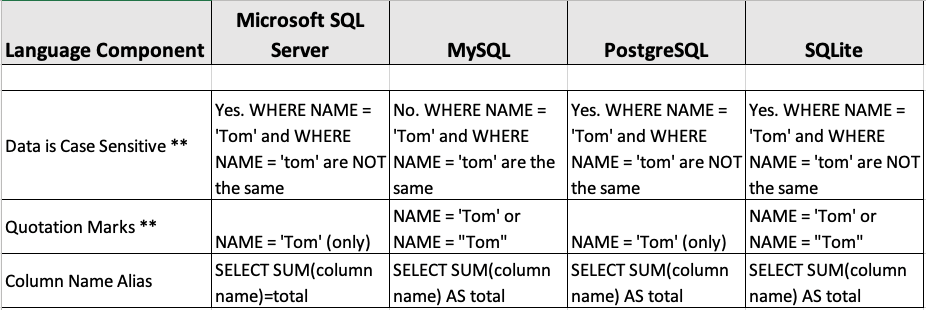 Language Component
Microsoft SQL
Server
MySQL
PostgreSQL
SQLite
Data is Case Sensitive **
Yes. WHERE NAME =
'Tom' and WHERE
NAME = 'tom' are NOT
the same
No. WHERE NAME =
'Tom' and WHERE
NAME = 'tom' are the
same
Yes. WHERE NAME =
'Tom' and WHERE
NAME = 'tom' are NOT
the same
Yes. WHERE NAME =
'Tom' and WHERE
NAME = 'tom' are NOT
the same
Quotation Marks **
NAME = 'Tom' (only)
NAME = 'Tom' or
NAME = "Tom"
NAME = 'Tom' (only)
NAME = 'Tom' or
NAME = "Tom"
Column Name Alias
SELECT SUM(column
name)=total
SELECT SUM(column
name) AS total
SELECT SUM(column
name) AS total
SELECT SUM(column
name) AS total